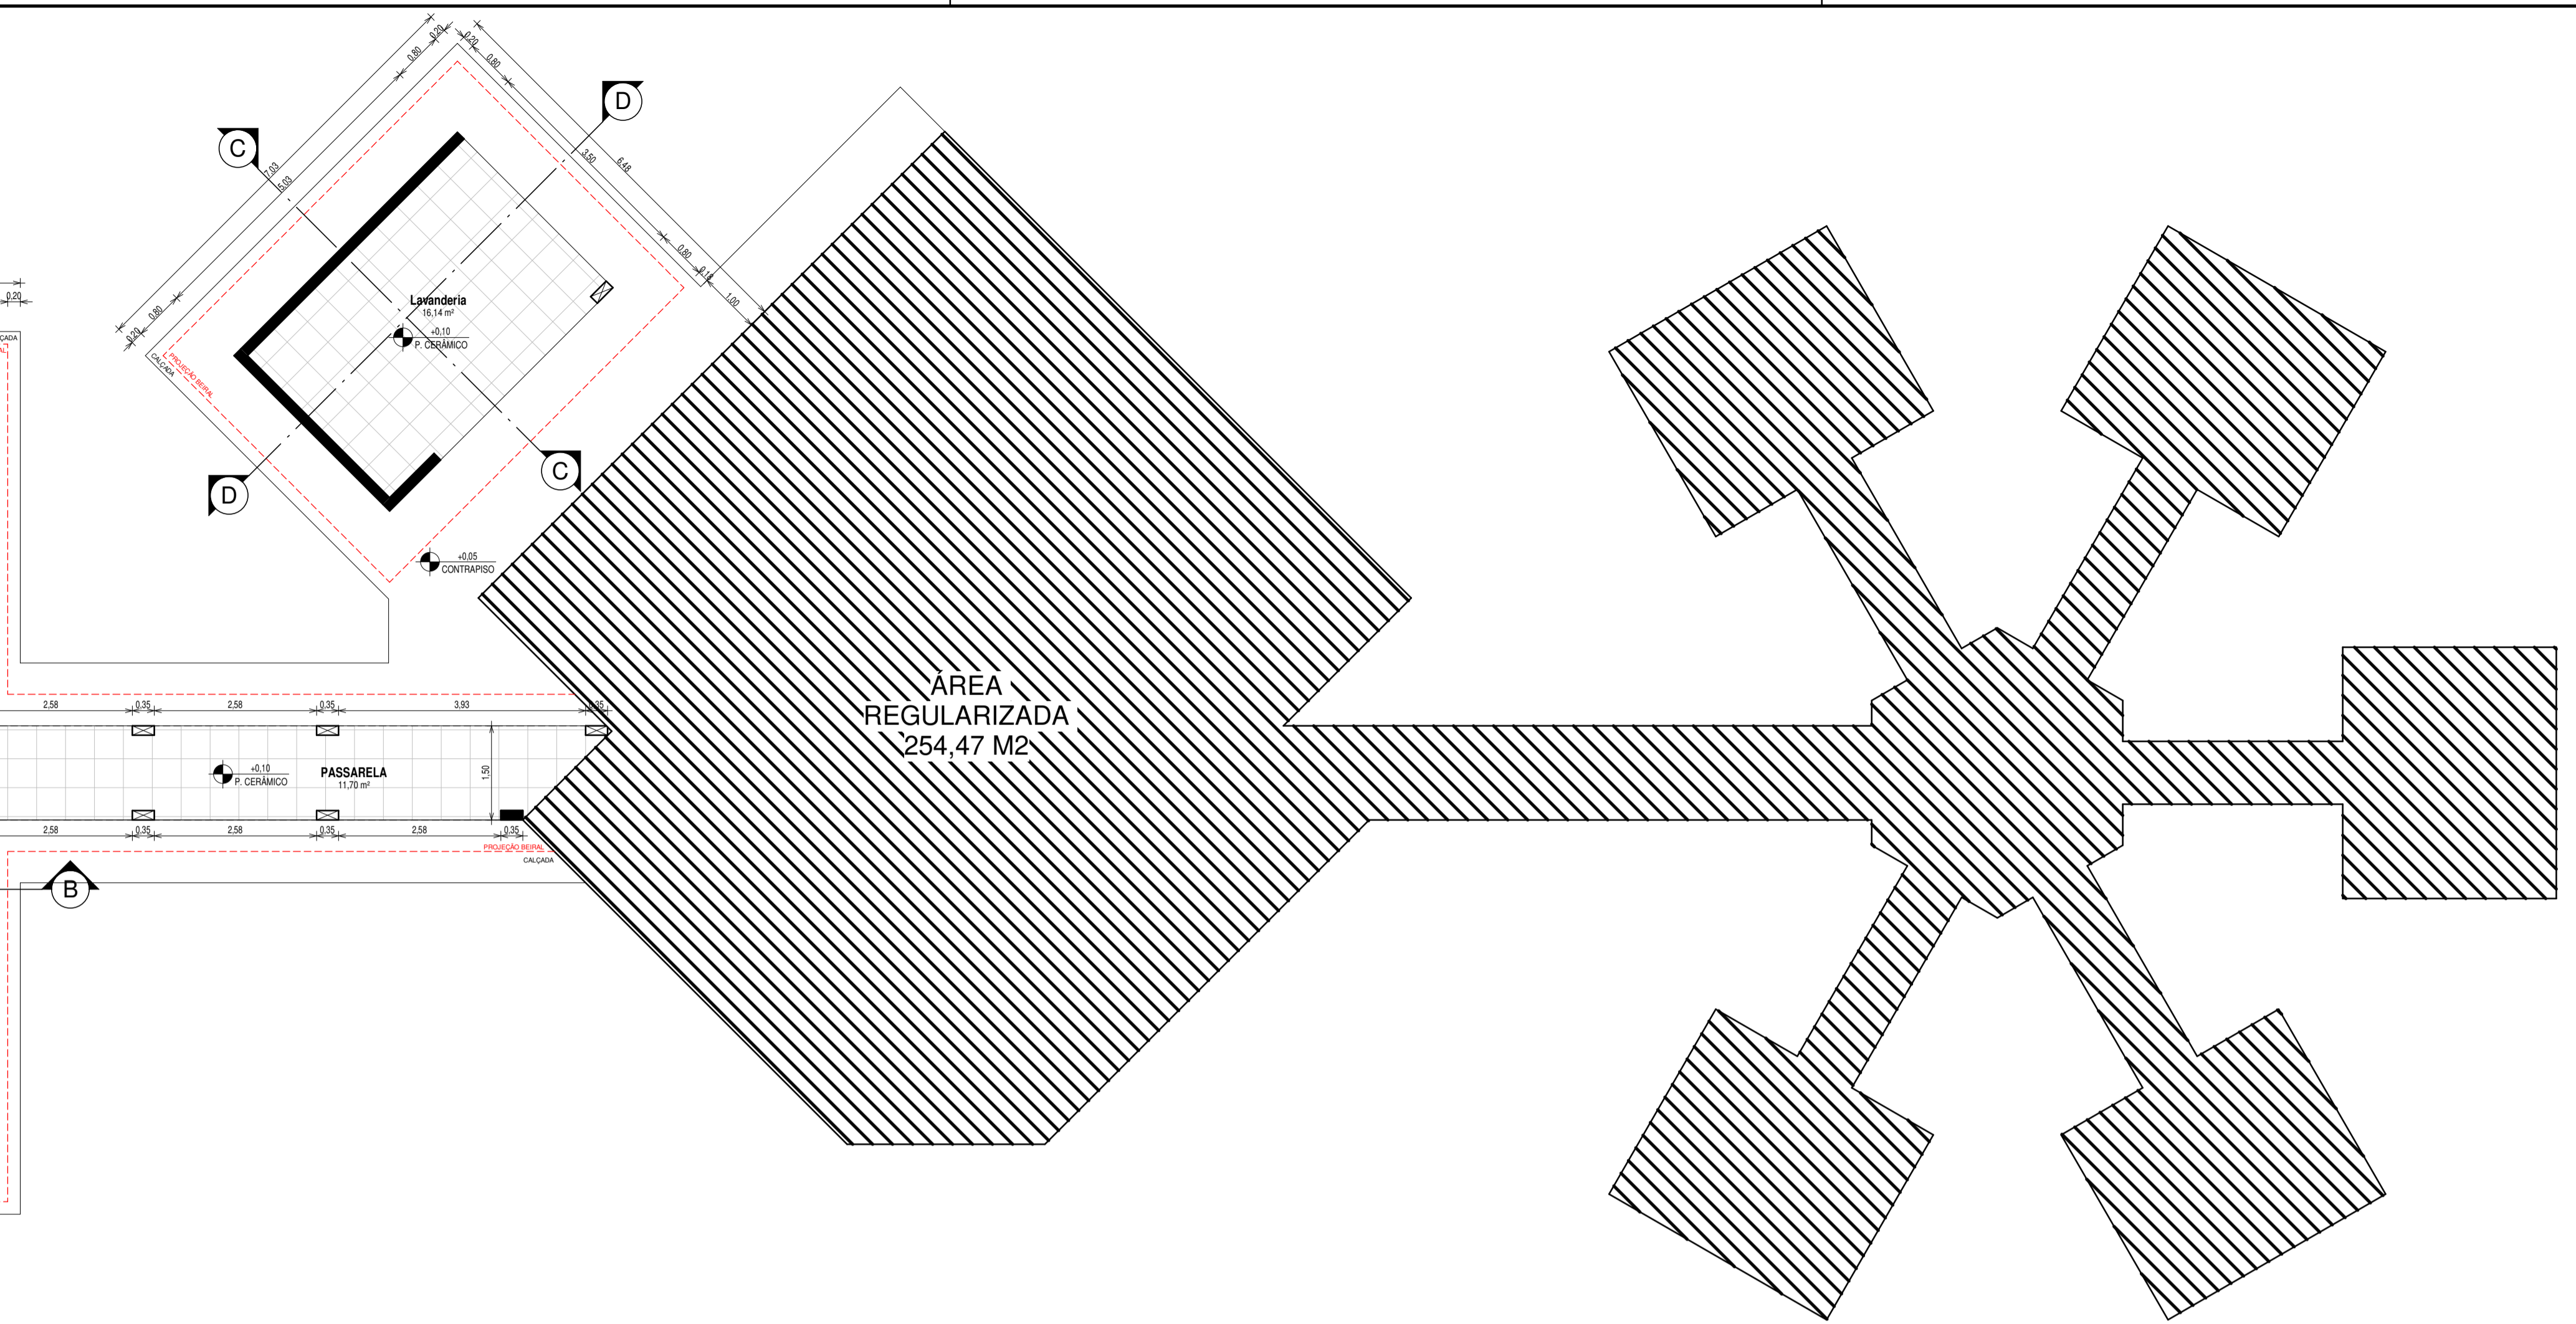 0,20
0,20
0,80
0,80
D
C
3,50
6,48
7,03
5,03
0,80
0,18
1,00
0,20
Lavanderia
16,14 m²
0,80
+0,10
P. CERÂMICO
0,20
CALÇADA
PROJEÇÃO BEIRAL
C
D
+0,05
CONTRAPISO
ÁREA
REGULARIZADA
254,47 M2
2,58
0,35
2,58
0,35
3,93
0,35
+0,10
P. CERÂMICO
PASSARELA
11,70 m²
1,50
2,58
0,35
2,58
0,35
2,58
0,35
PROJEÇÃO BEIRAL
CALÇADA
B